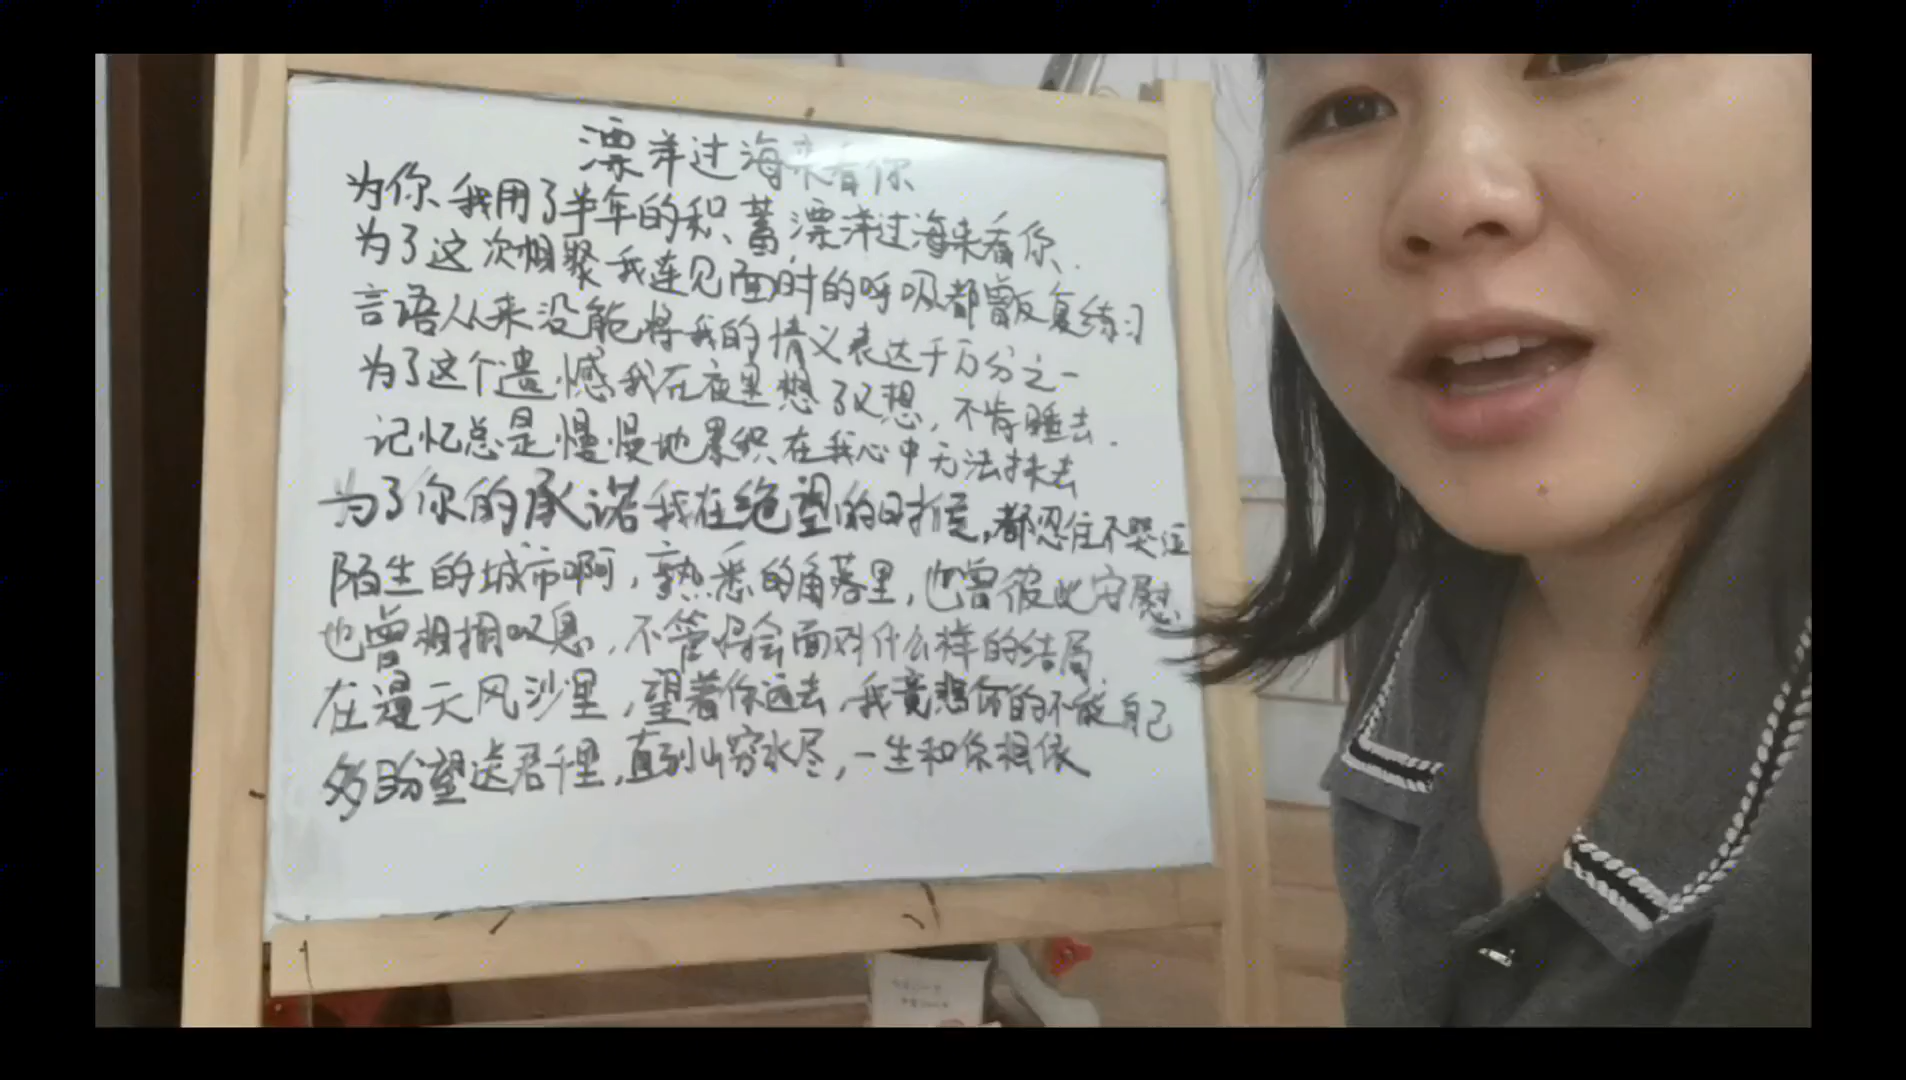 漂洋过海来看你
为你、我用了半年的积蓄,漂洋过海来看你.
为了这次相聚我连见面时的呼吸都曾反复练习
言语从来没能将我的情义表达千万分之一
为了这个遗憾我在夜里想了又想,不肯睡去.
记忆总是慢慢地累积在我心中无法抹去
为了你的承诺我在绝望的时候,都忍住不哭泣
陌生的城市啊,熟悉的角落里,也曾彼此安慰
也曾相拥叹息,不管将会面对什么样的结局
在漫天风沙里,望着你远去,我竟悲伤的不能自己
多盼望送君千里,直到山穷水尽,一生和你相依